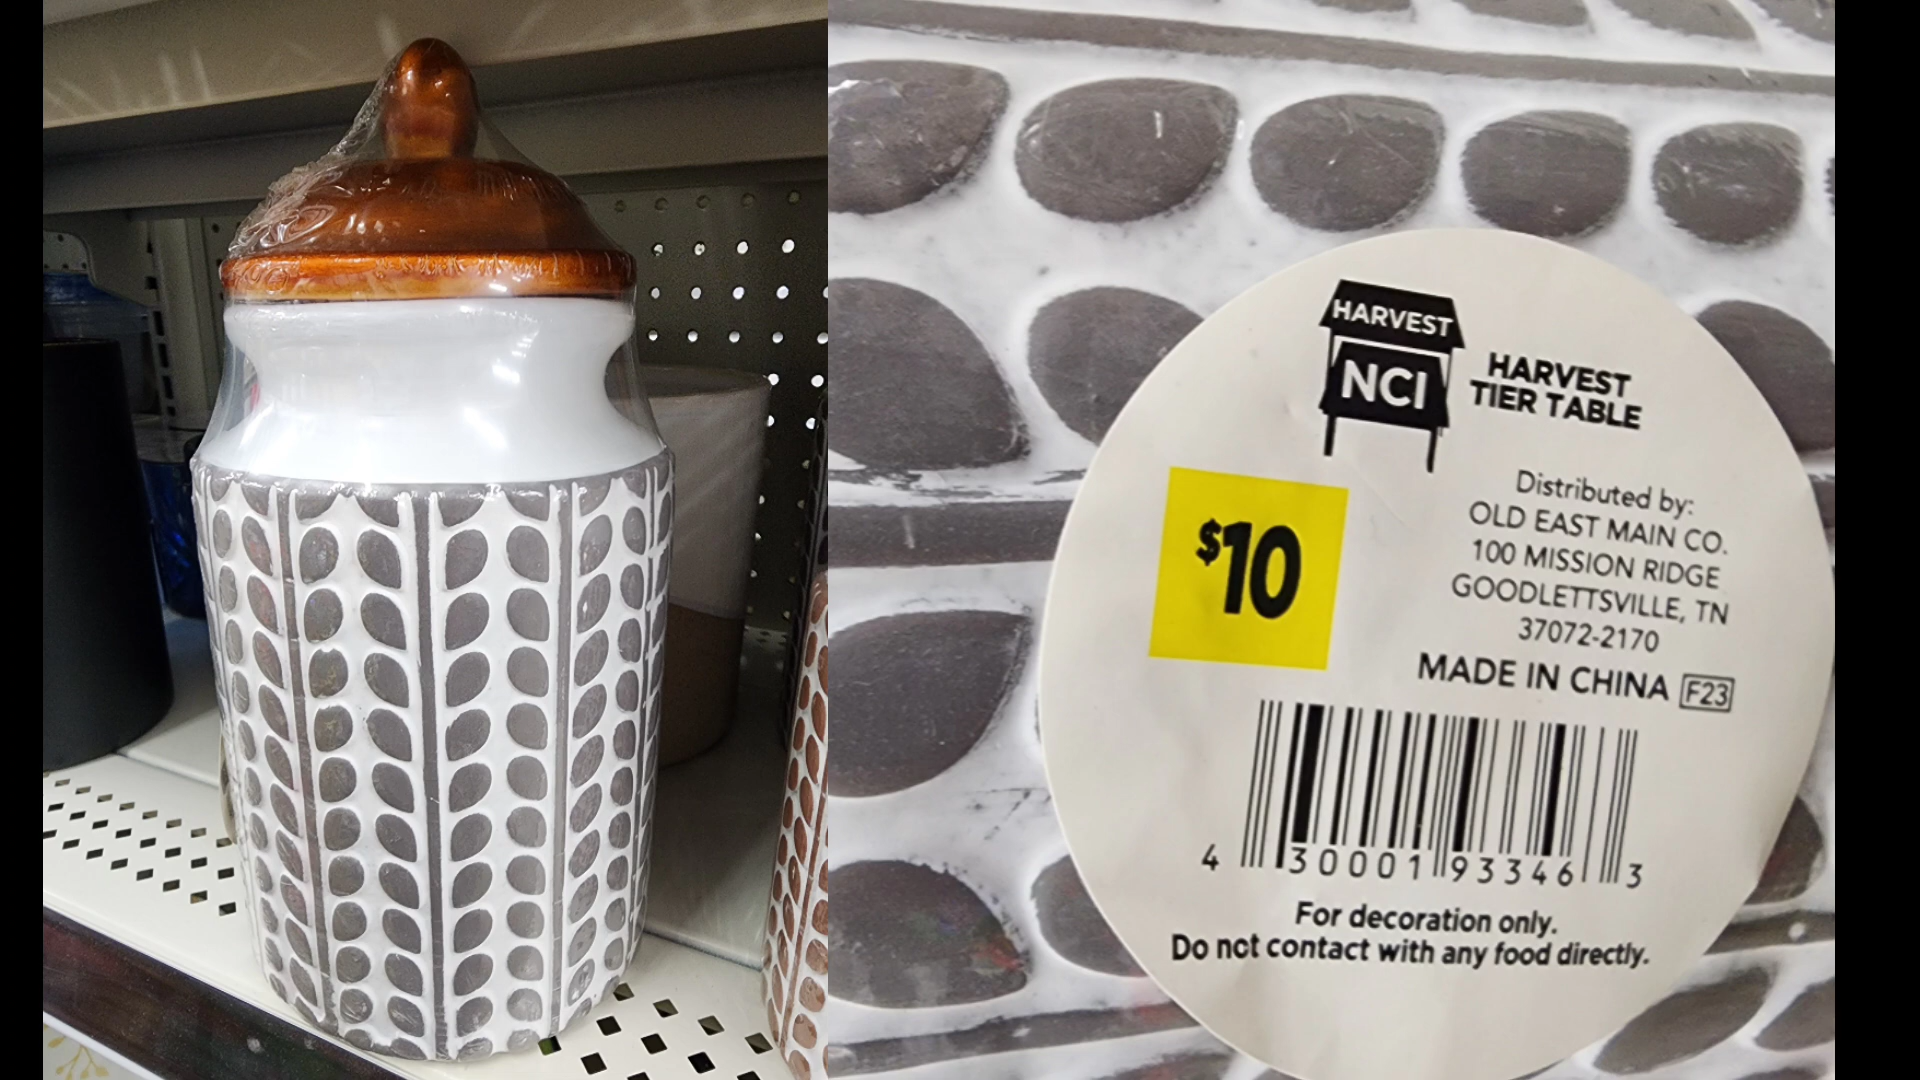 HARVEST
NCI
HARVEST
TIER TABLE
$10
Distributed by:
OLD EAST MAIN CO.
100 MISSION RIDGE
GOODLETTSVILLE, TN
37072-2170
MADE IN CHINA F23
4 30001 93346 3
For decoration only.
Do not contact with any food directly.